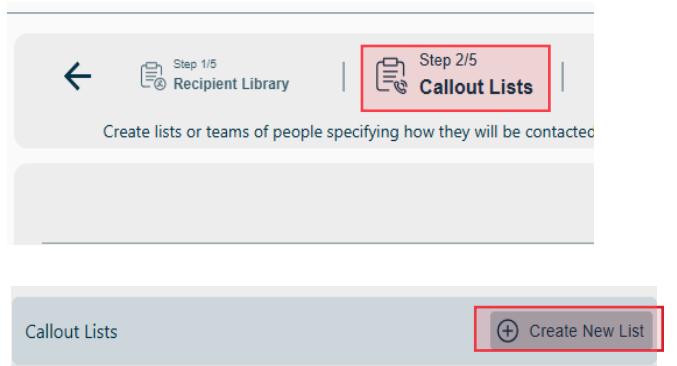 Step 1/5
Recipient Library
Step 2/5
Callout Lists
Create lists or teams of people specifying how they will be contacted
Callout Lists
Create New List